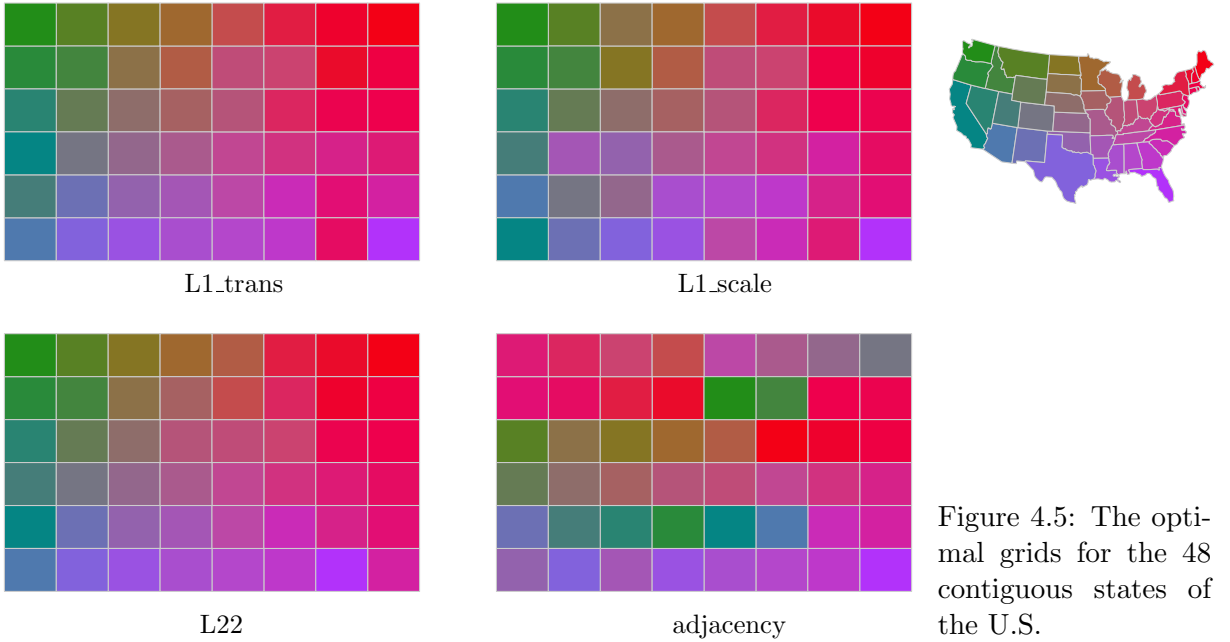 L1_trans
L1_scale
L22
adjacency
Figure 4.5: The opti-
mal grids for the 48
contiguous states of
the U.S.